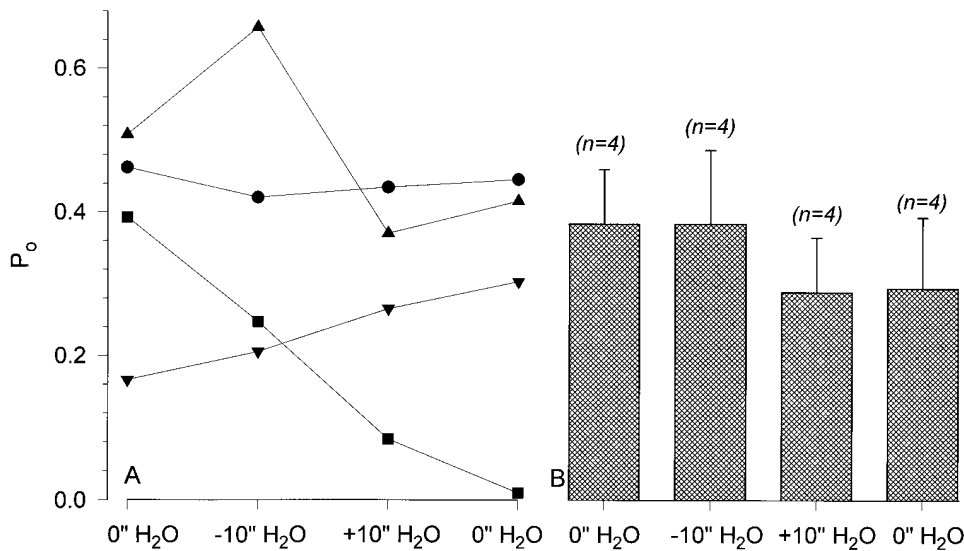 0.6
0.4
0.2
0.0
Pₒ
A
0" H₂O -10" H₂O +10" H₂O 0" H₂O
(n=4) (n=4) (n=4) (n=4)
B
0" H₂O -10" H₂O +10" H₂O 0" H₂O